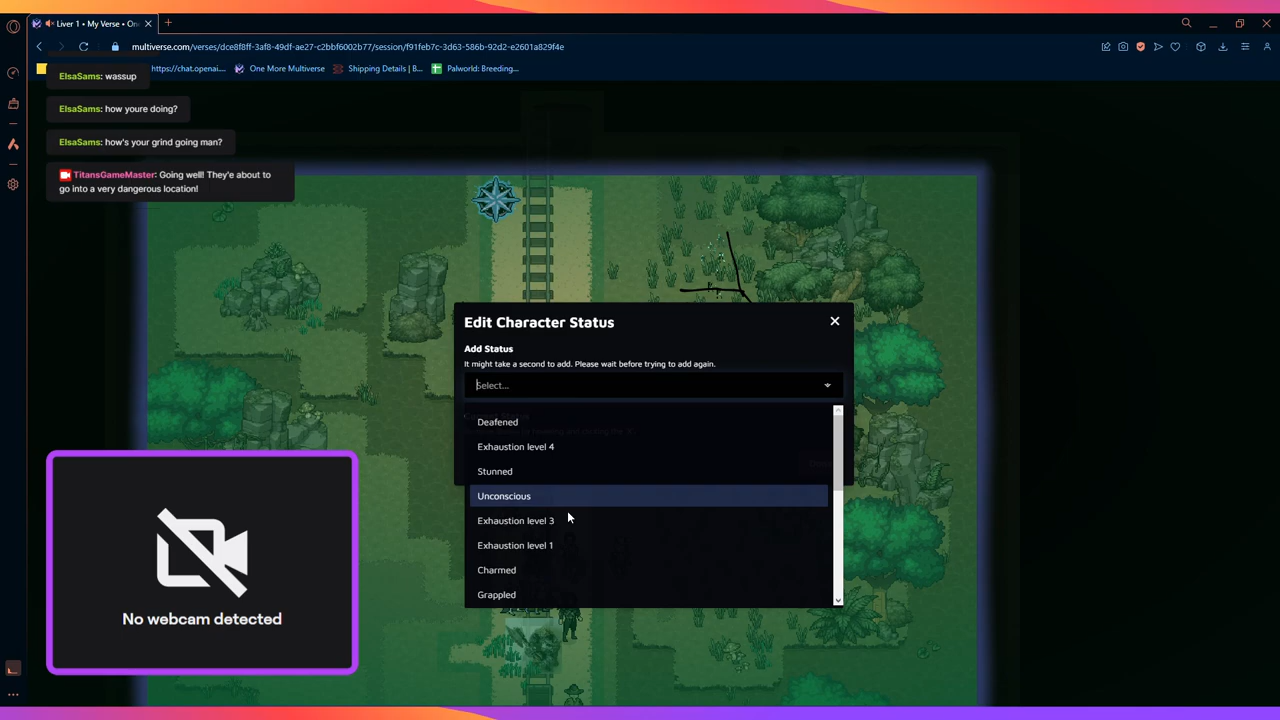 Liver 1 • My Verse • On
multiverse.com/verses/dce8f8ff-3af8-49df-ae27-c2bbf6002b77/session/f91feb7c-3d63-586b-92d2-e2601a829f4e
https://chat.openai....
One More Multiverse
Shipping Details | B...
Palworld: Breeding...
ElsaSams: wassup
ElsaSams: how youre doing?
ElsaSams: how's your grind going man?
TitansGameMaster: Going well! They'e about to
go into a very dangerous location!
Edit Character Status
Add Status
It might take a second to add. Please wait before trying to add again.
Select...
Deafened
Exhaustion level 4
Stunned
Unconscious
Exhaustion level 3
Exhaustion level 1
Charmed
Grappled
No webcam detected